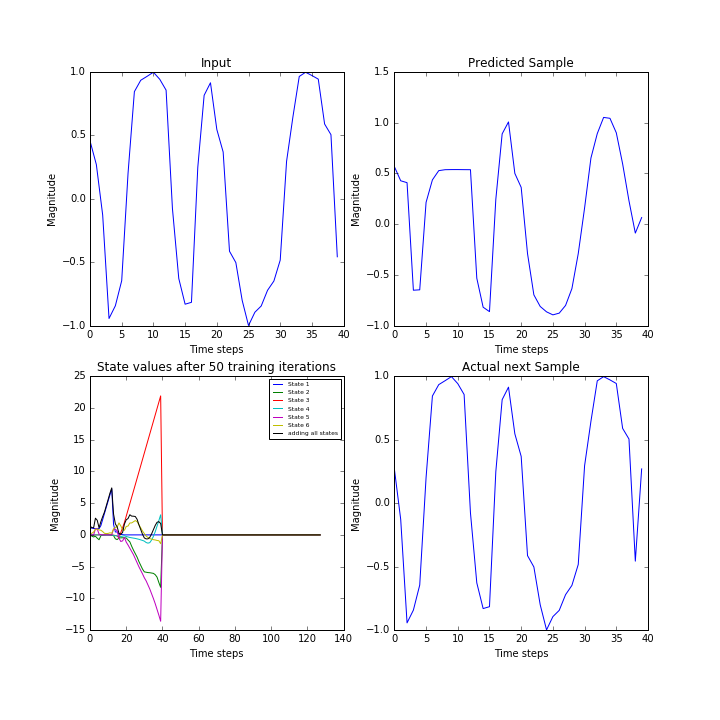 Input
Magnitude
1.0
0.5
0.0
−0.5
−1.0
0 5 10 15 20 25 30 35 40
Time steps
Predicted Sample
Magnitude
1.5
1.0
0.5
0.0
−0.5
−1.0
0 5 10 15 20 25 30 35 40
Time steps
State values after 50 training iterations
Magnitude
25
20
15
10
5
0
−5
−10
−15
0 20 40 60 80 100 120 140
Time steps
State 1
State 2
State 3
State 4
State 5
State 6
adding all states
Actual next Sample
Magnitude
1.0
0.5
0.0
−0.5
−1.0
0 5 10 15 20 25 30 35 40
Time steps